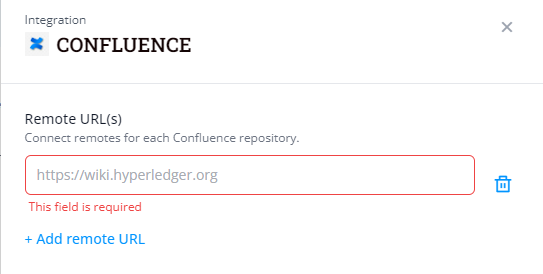 Integration
CONFLUENCE
Remote URL(s)
Connect remotes for each Confluence repository.
https://wiki.hyperledger.org
This field is required
+ Add remote URL